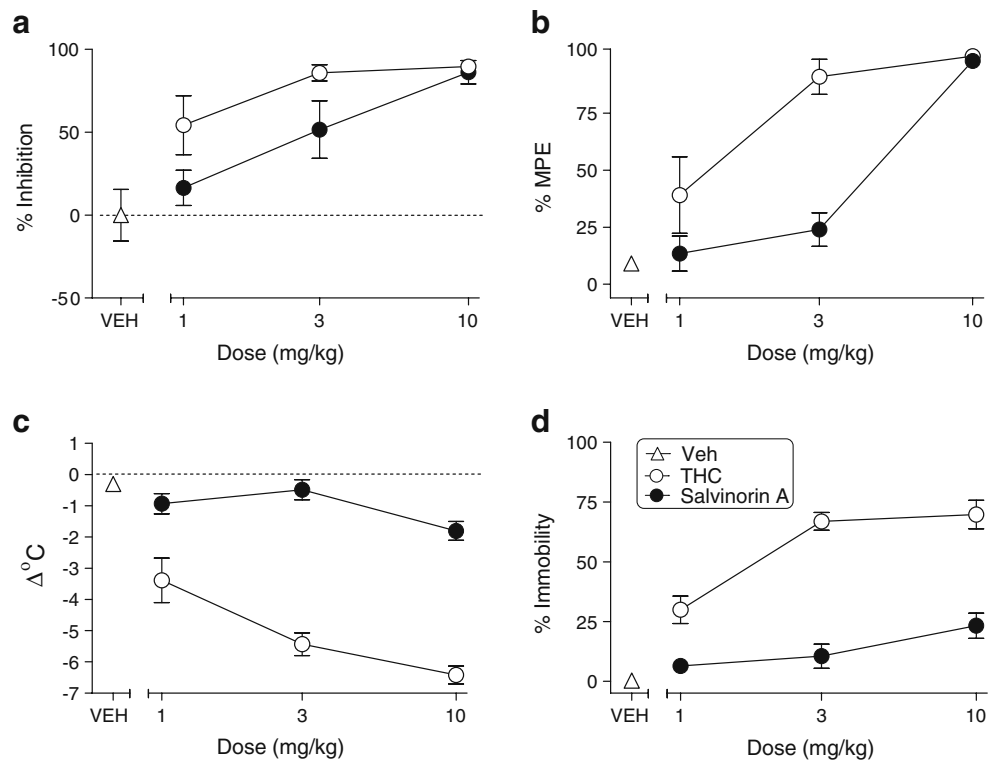 a
100
50
0
-50
% Inhibition
VEH
1
3
10
Dose (mg/kg)
b
100
75
50
25
0
% MPE
VEH
1
3
10
Dose (mg/kg)
c
1
0
-1
-2
-3
-4
-5
-6
-7
Δ°C
VEH
1
3
10
Dose (mg/kg)
d
100
75
50
25
0
% Immobility
Veh
THC
Salvinorin A
VEH
1
3
10
Dose (mg/kg)